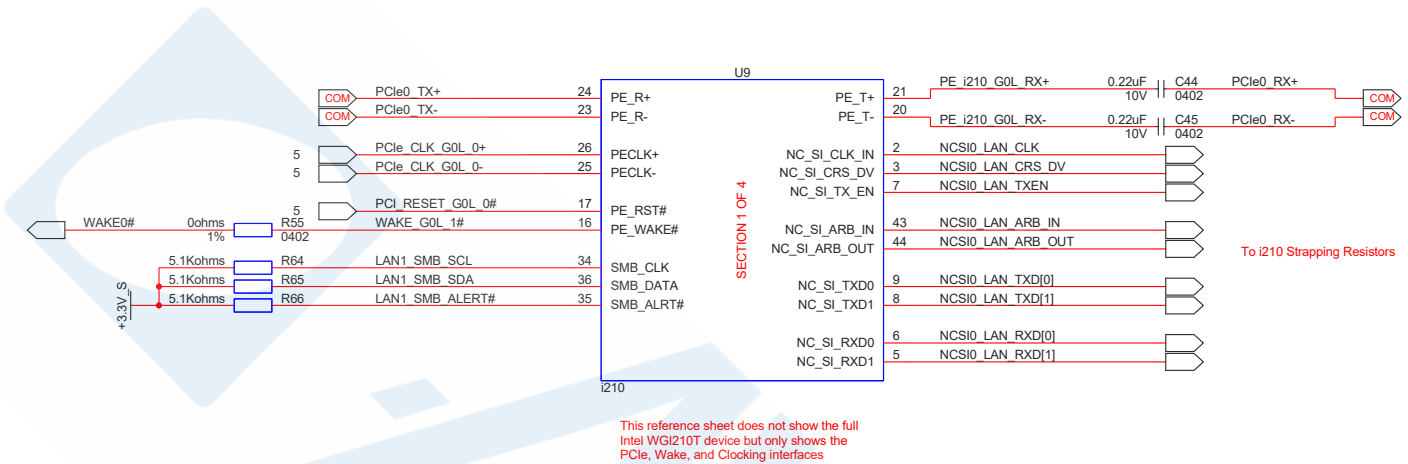 U9
COM PCIe0_TX+ 24 PE_R+
COM PCIe0_TX- 23 PE_R-
5 PCIe_CLK_G0L_0+ 26 PECLK+
5 PCIe_CLK_G0L_0- 25 PECLK-
5 PCI_RESET_G0L_0# 17 PE_RST#
WAKE0# 0ohms R55 WAKE_G0L_1# 16 PE_WAKE#
1% 0402
5.1Kohms R64 LAN1_SMB_SCL 34 SMB_CLK
5.1Kohms R65 LAN1_SMB_SDA 36 SMB_DATA
5.1Kohms R66 LAN1_SMB_ALERT# 35 SMB_ALRT#
+3.3V_S
SECTION 1 OF 4
PE_T+ 21 PE_i210_G0L_RX+ 0.22uF C44 PCIe0_RX+ COM
10V 0402
PE_T- 20 PE_i210_G0L_RX- 0.22uF C45 PCIe0_RX- COM
10V 0402
NC_SI_CLK_IN 2 NCSI0_LAN_CLK
NC_SI_CRS_DV 3 NCSI0_LAN_CRS_DV
NC_SI_TX_EN 7 NCSI0_LAN_TXEN
NC_SI_ARB_IN 43 NCSI0_LAN_ARB_IN
NC_SI_ARB_OUT 44 NCSI0_LAN_ARB_OUT
To i210 Strapping Resistors
NC_SI_TXD0 9 NCSI0_LAN_TXD[0]
NC_SI_TXD1 8 NCSI0_LAN_TXD[1]
NC_SI_RXD0 6 NCSI0_LAN_RXD[0]
NC_SI_RXD1 5 NCSI0_LAN_RXD[1]
i210
This reference sheet does not show the full
Intel WGI210T device but only shows the
PCIe, Wake, and Clocking interfaces